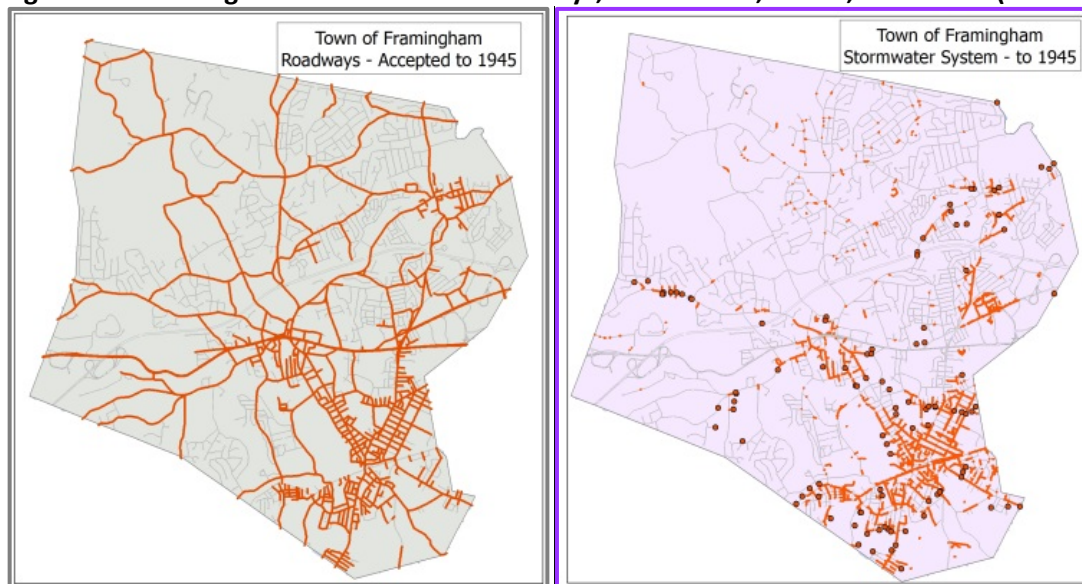 Town of Framingham
Roadways - Accepted to 1945
Town of Framingham
Stormwater System - to 1945